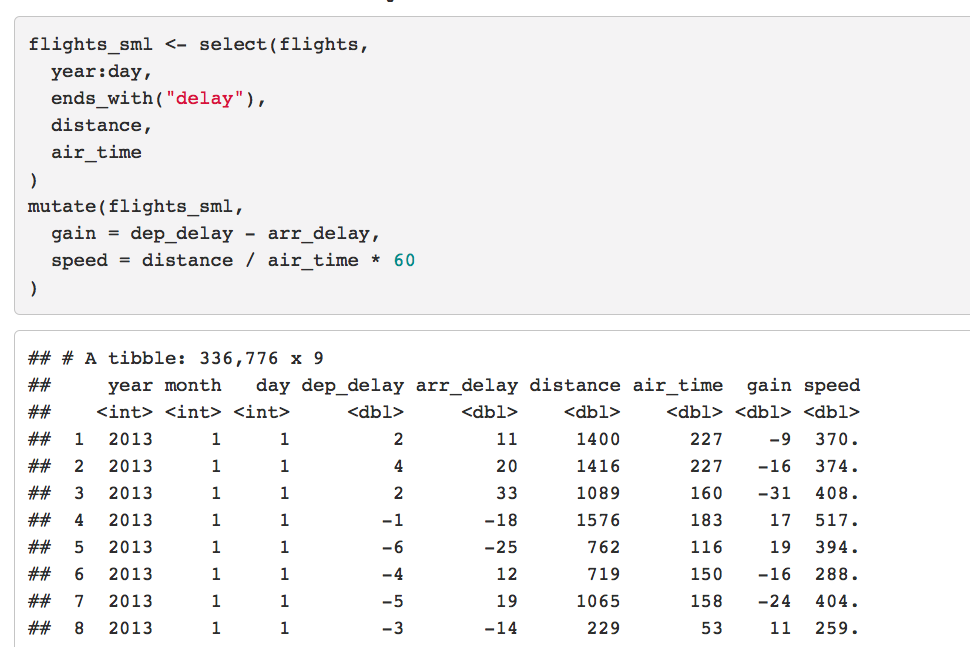 flights_sml <- select(flights,
  year:day,
  ends_with("delay"),
  distance,
  air_time
)
mutate(flights_sml,
  gain = dep_delay - arr_delay,
  speed = distance / air_time * 60
)
## # A tibble: 336,776 x 9
##     year month   day dep_delay arr_delay distance air_time  gain speed
##    <int> <int> <int>     <dbl>     <dbl>    <dbl>    <dbl> <dbl> <dbl>
##  1  2013     1     1         2        11     1400      227    -9  370.
##  2  2013     1     1         4        20     1416      227   -16  374.
##  3  2013     1     1         2        33     1089      160   -31  408.
##  4  2013     1     1        -1       -18     1576      183    17  517.
##  5  2013     1     1        -6       -25      762      116    19  394.
##  6  2013     1     1        -4        12      719      150   -16  288.
##  7  2013     1     1        -5        19     1065      158   -24  404.
##  8  2013     1     1        -3       -14      229       53    11  259.